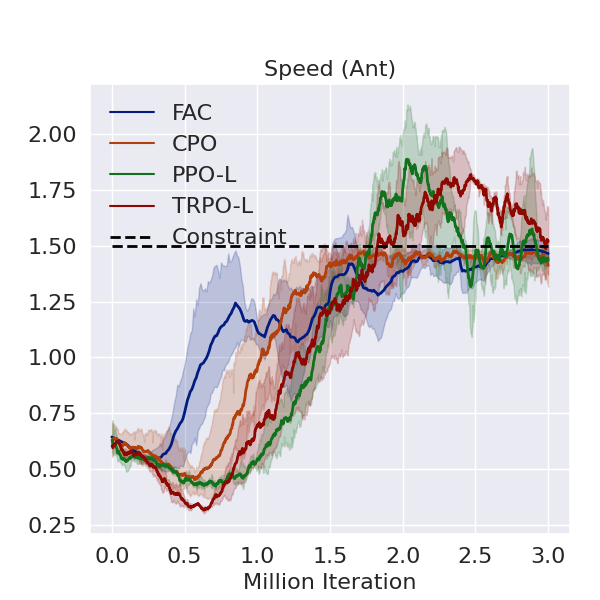 Speed (Ant)
FAC
CPO
PPO-L
TRPO-L
Constraint
2.00
1.75
1.50
1.25
1.00
0.75
0.50
0.25
0.0 0.5 1.0 1.5 2.0 2.5 3.0
Million Iteration